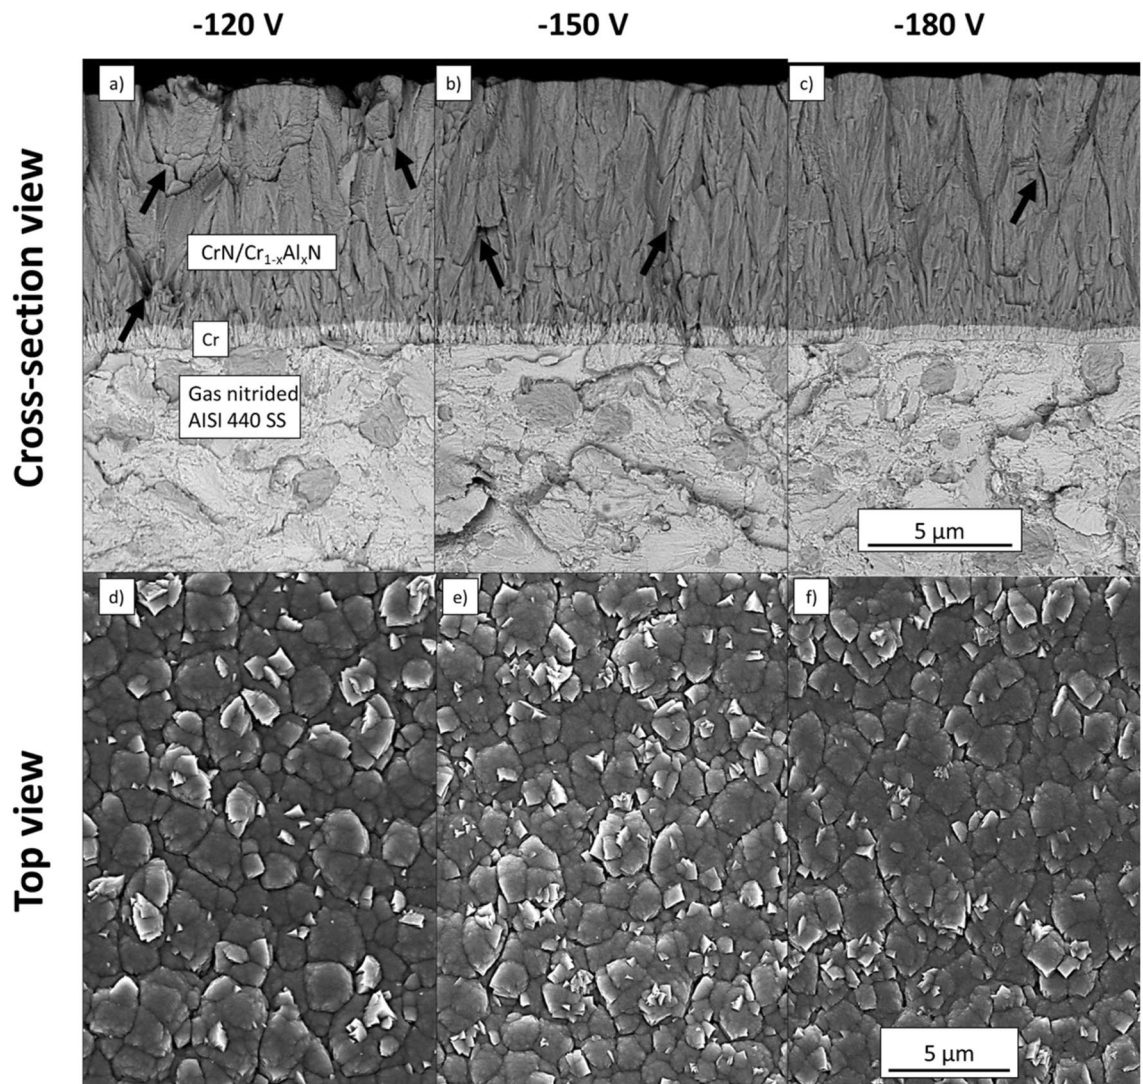 -120 V
-150 V
-180 V
Cross-section view
a)
b)
c)
CrN/Cr₁₋ₓAlₓN
Cr
Gas nitrided
AISI 440 SS
5 µm
Top view
d)
e)
f)
5 µm